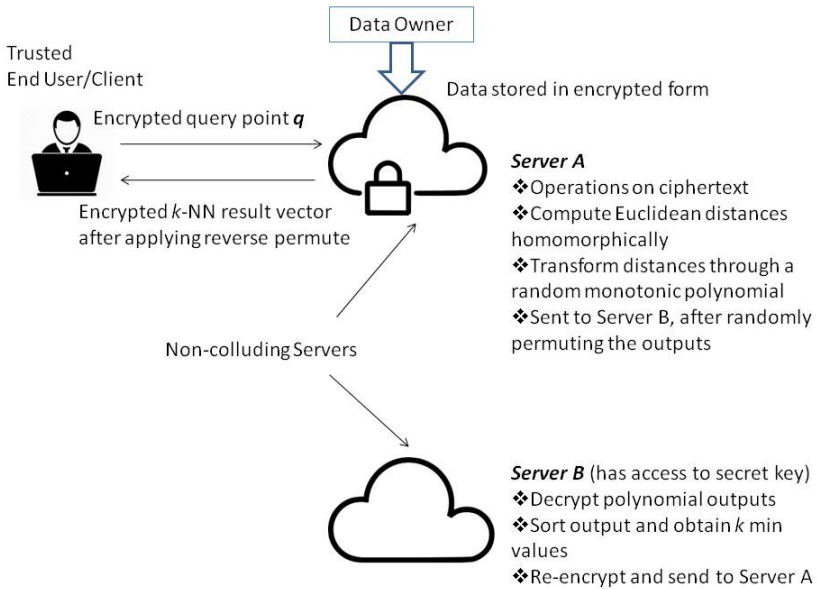 Data Owner
Trusted
End User/Client
Data stored in encrypted form
Encrypted query point q
Encrypted k-NN result vector
after applying reverse permute
Server A
❖Operations on ciphertext
❖Compute Euclidean distances
homomorphically
❖Transform distances through a
random monotonic polynomial
❖Sent to Server B, after randomly
permuting the outputs
Non-colluding Servers
Server B (has access to secret key)
❖Decrypt polynomial outputs
❖Sort output and obtain k min
values
❖Re-encrypt and send to Server A